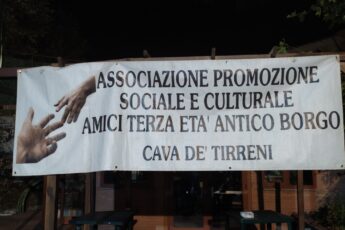 ASSOCIAZIONE PROMOZIONE
SOCIALE E CULTURALE
AMICI TERZA ETA' ANTICO BORGO
CAVA DE' TIRRENI